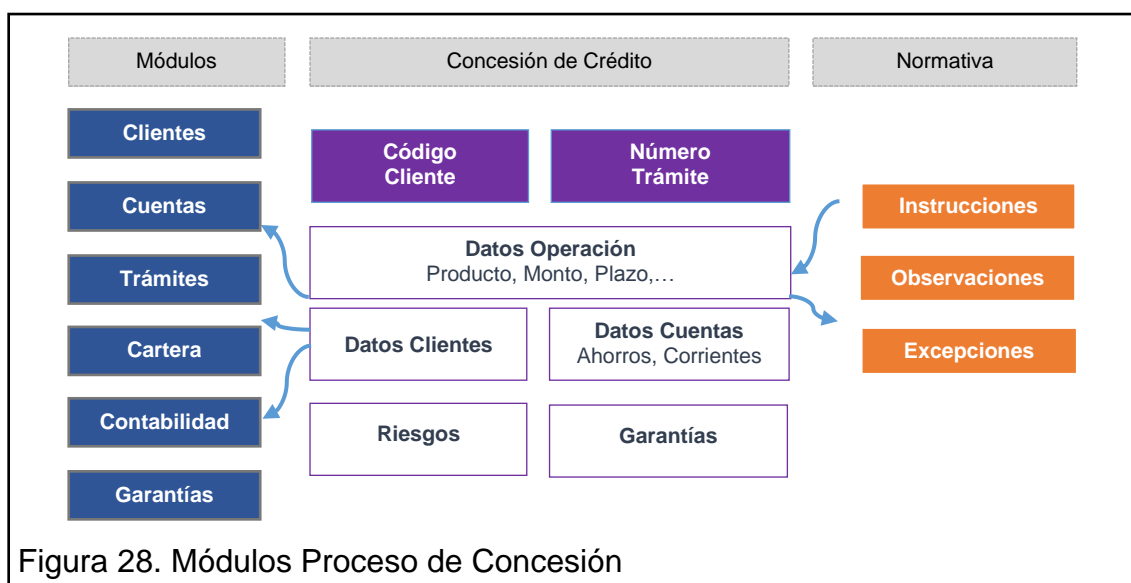 Módulos
Concesión de Crédito
Normativa
Clientes
Cuentas
Trámites
Cartera
Contabilidad
Garantías
Código
Cliente
Número
Trámite
Datos Operación
Producto, Monto, Plazo,…
Datos Clientes
Datos Cuentas
Ahorros, Corrientes
Riesgos
Garantías
Instrucciones
Observaciones
Excepciones
Figura 28. Módulos Proceso de Concesión